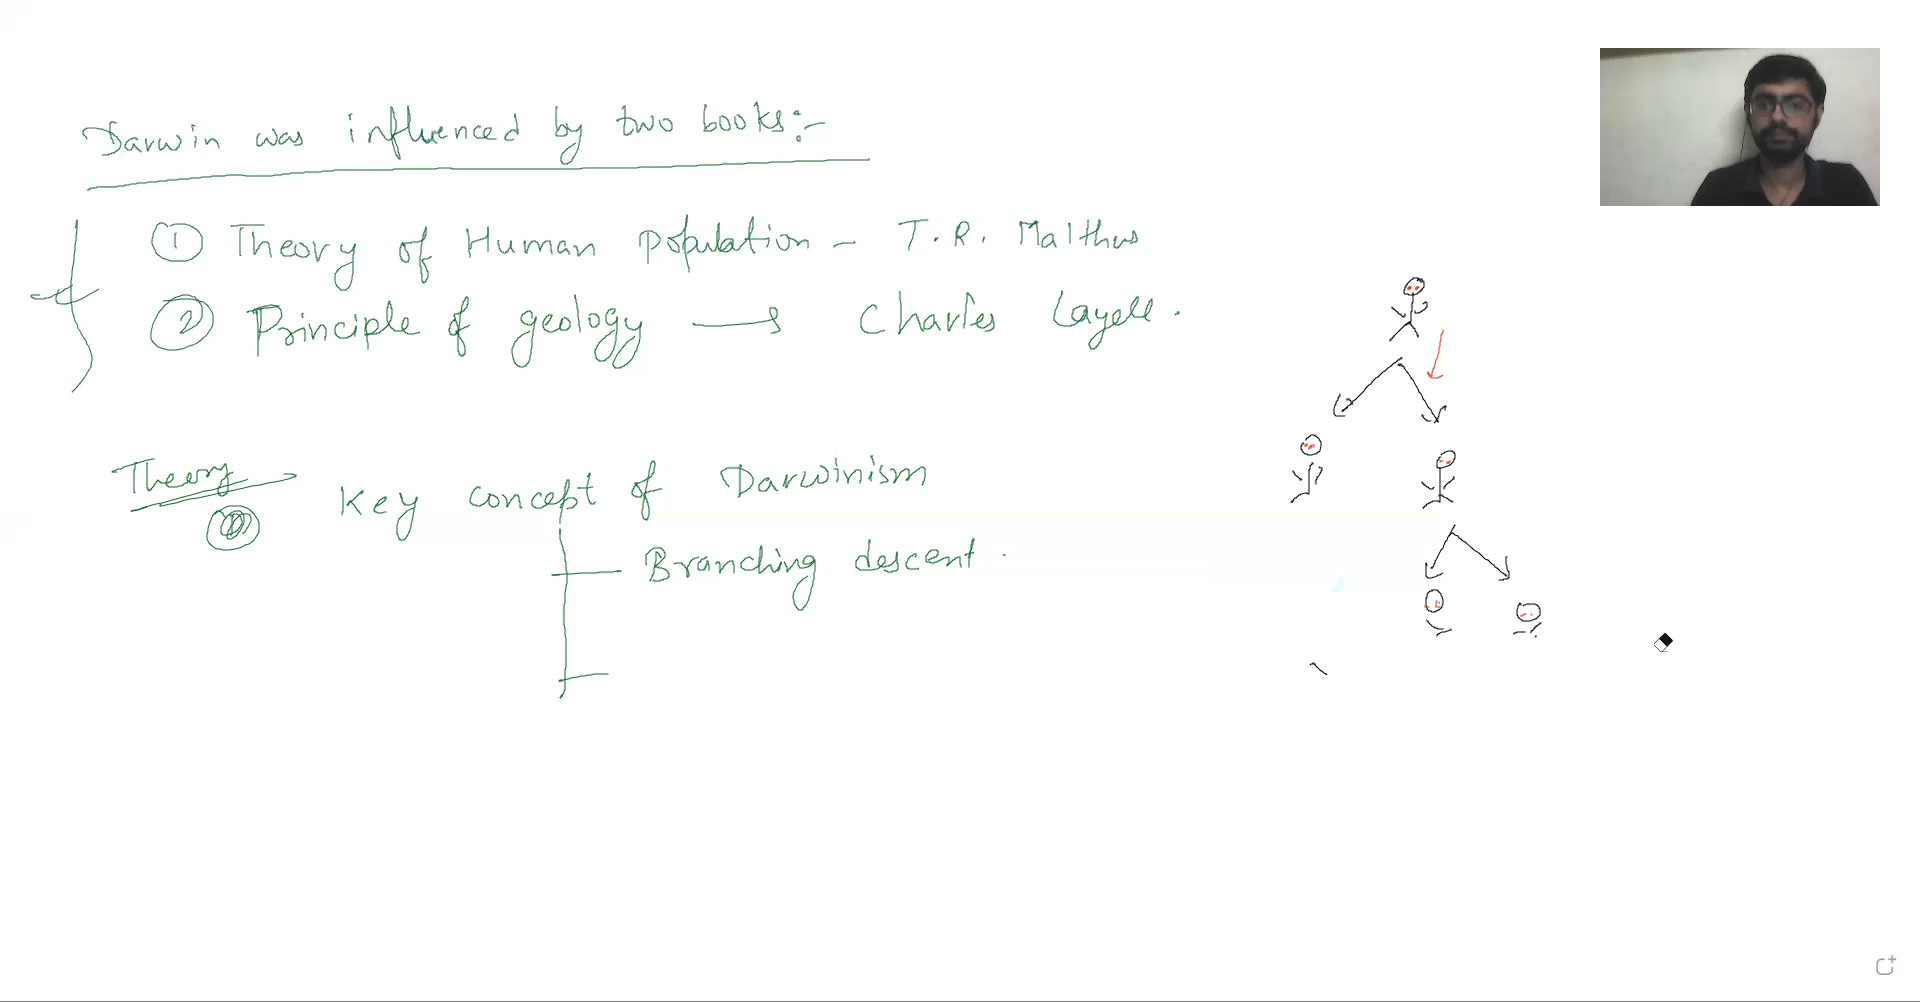 Darwin was influenced by two books:-
① Theory of Human Population - T.R. Malthus
② Principle of geology → Charles Layell.
Theory → Key concept of Darwinism
Branching descent.